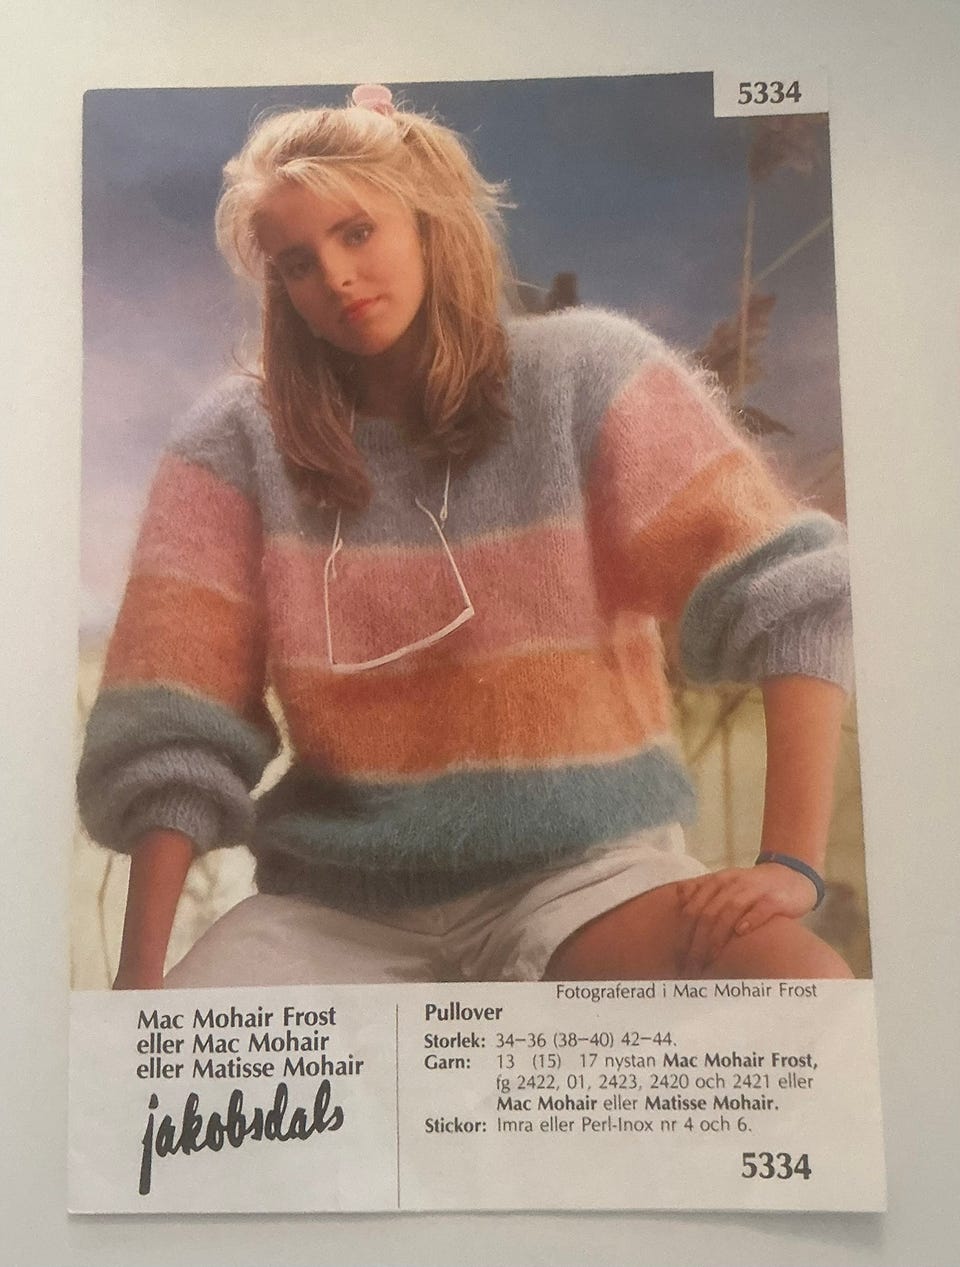 5334
Fotograferad i Mac Mohair Frost
Mac Mohair Frost
eller Mac Mohair
eller Matisse Mohair
jakobsdals
Pullover
Storlek: 34–36 (38–40) 42–44.
Garn: 13 (15) 17 nystan Mac Mohair Frost,
fg 2422, 01, 2423, 2420 och 2421 eller
Mac Mohair eller Matisse Mohair.
Stickor: Imra eller Perl-Inox nr 4 och 6.
5334